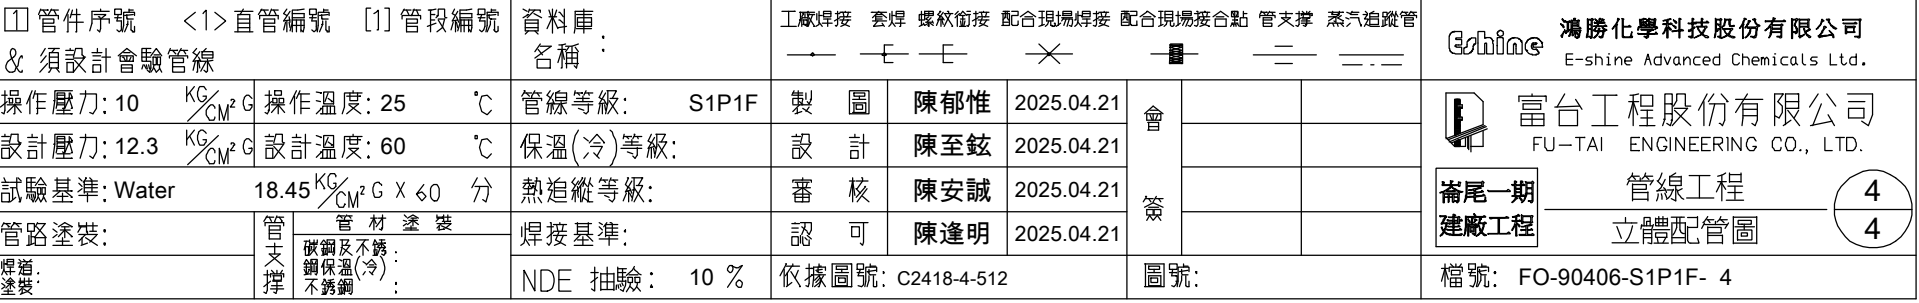 1 管件序號 <1>直管編號 [1] 管段編號
& 須設計會驗管線
資料庫
名稱 :
工廠焊接 套焊 螺紋銜接 配合現場焊接 配合現場接合點 管支撐 蒸汽追蹤管
Eshine 鴻勝化學科技股份有限公司
E-shine Advanced Chemicals Ltd.
操作壓力: 10 KG/CM² G 操作溫度: 25 °C 管線等級: S1P1F 製圖 陳郁惟 2025.04.21
設計壓力: 12.3 KG/CM² G 設計溫度: 60 °C 保溫(冷)等級: 設計 陳至鉉 2025.04.21
試驗基準: Water 18.45 KG/CM² G X 60 分 熱追縱等級: 審核 陳安誠 2025.04.21
管路塗裝: 管支撐 管材塗裝 焊接基準: 認可 陳逢明 2025.04.21
會簽
富台工程股份有限公司
FU-TAI ENGINEERING CO., LTD.
崙尾一期
建廠工程
管線工程
立體配管圖
4
4
焊道
塗裝:
碳鋼及不銹
鋼保溫(冷) :
不銹鋼 :
NDE 抽驗: 10 % 依據圖號: C2418-4-512 圖號: 檔號: FO-90406-S1P1F- 4